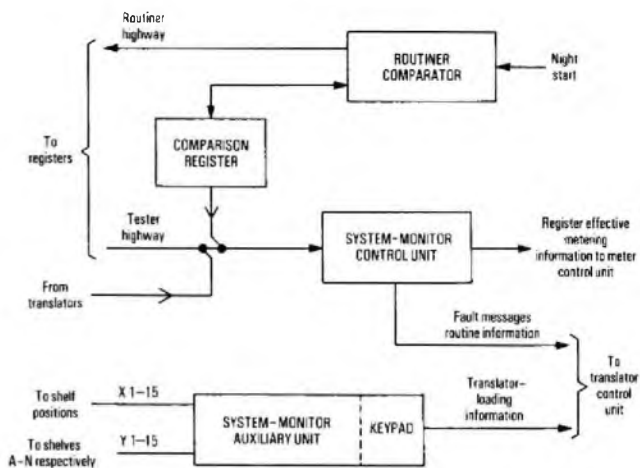 Routiner
highway
ROUTINER
COMPARATOR
Night
start
COMPARISON
REGISTER
To
registers
Tester
highway
SYSTEM-MONITOR
CONTROL UNIT
Register effective
metering
information to meter
control unit
From
translators
Fault messages
routine information
To
translator
control
unit
To shelf
positions
X 1–15
SYSTEM-MONITOR
AUXILIARY UNIT
KEYPAD
Translator–
loading
information
To shelves
A–N respectively
Y 1–15